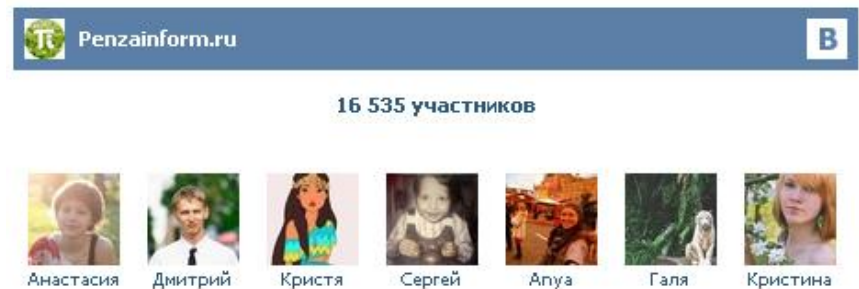 Penzainform.ru
В
16 535 участников
Анастасия Дмитрий Кристя Сергей Anya Галя Кристина